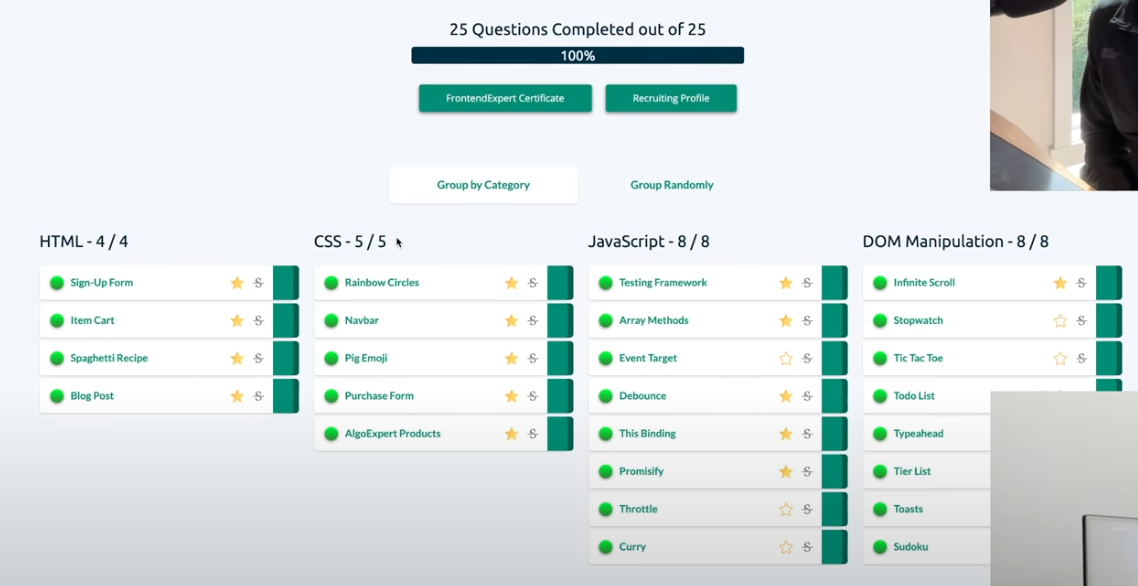 25 Questions Completed out of 25
100%
FrontendExpert Certificate
Recruiting Profile
Group by Category
Group Randomly
HTML - 4 / 4
Sign-Up Form
Item Cart
Spaghetti Recipe
Blog Post
CSS - 5 / 5
Rainbow Circles
Navbar
Pig Emoji
Purchase Form
AlgoExpert Products
JavaScript - 8 / 8
Testing Framework
Array Methods
Event Target
Debounce
This Binding
Promisify
Throttle
Curry
DOM Manipulation - 8 / 8
Infinite Scroll
Stopwatch
Tic Tac Toe
Todo List
Typeahead
Tier List
Toasts
Sudoku